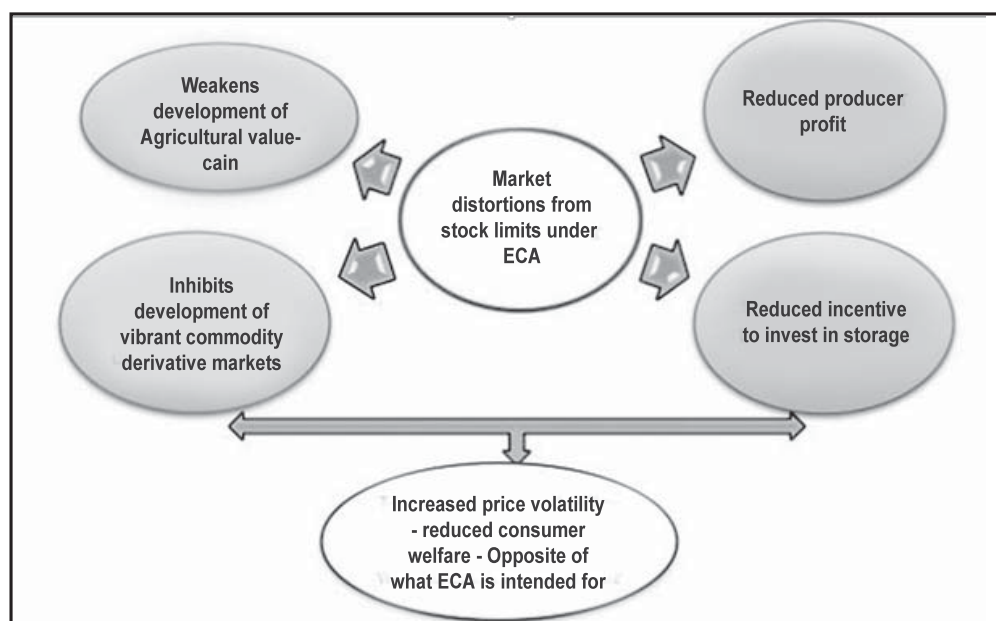 Weakens
development of
Agricultural value-
cain
Reduced producer
profit
Market
distortions from
stock limits under
ECA
Inhibits
development of
vibrant commodity
derivative markets
Reduced incentive
to invest in storage
Increased price volatility
- reduced consumer
welfare - Opposite of
what ECA is intended for